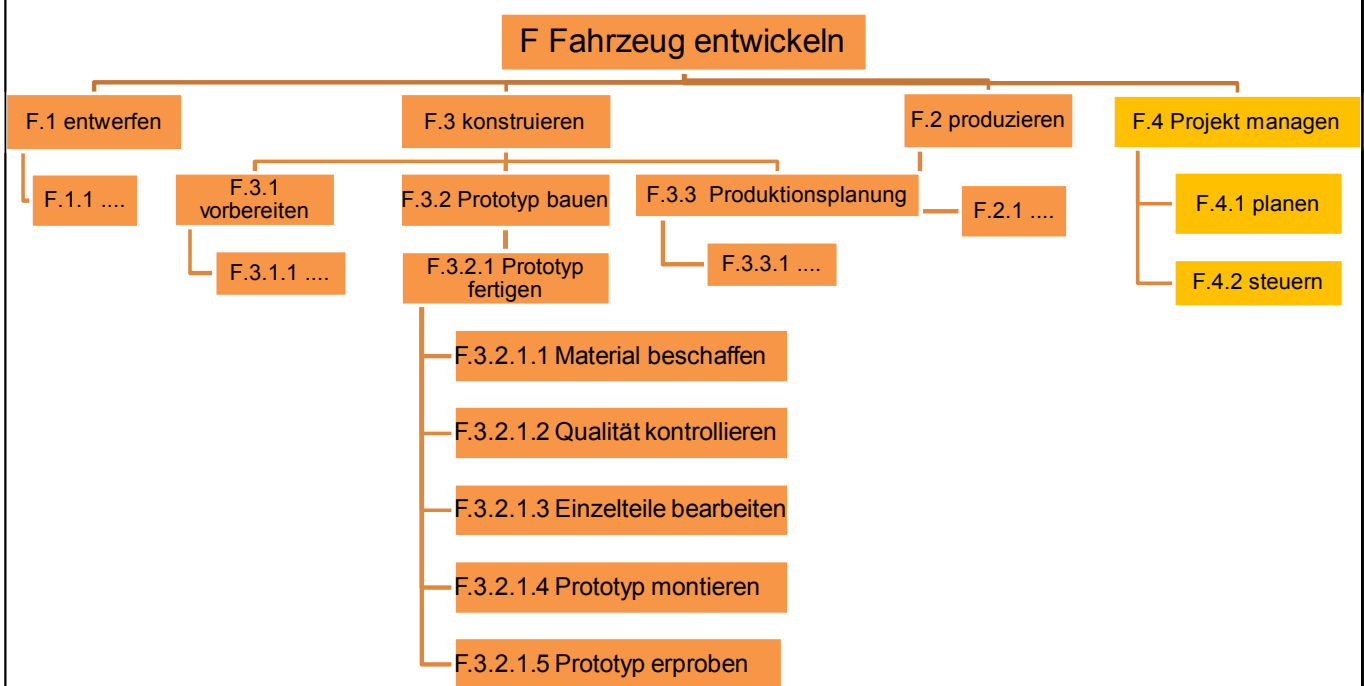 F Fahrzeug entwickeln
F.1 entwerfen
F.3 konstruieren
F.2 produzieren
F.4 Projekt managen
F.1.1 ....
F.3.1
vorbereiten
F.3.2 Prototyp bauen
F.3.3 Produktionsplanung
F.2.1 ....
F.4.1 planen
F.3.1.1 ....
F.3.2.1 Prototyp
fertigen
F.3.3.1 ....
F.4.2 steuern
F.3.2.1.1 Material beschaffen
F.3.2.1.2 Qualität kontrollieren
F.3.2.1.3 Einzelteile bearbeiten
F.3.2.1.4 Prototyp montieren
F.3.2.1.5 Prototyp erproben